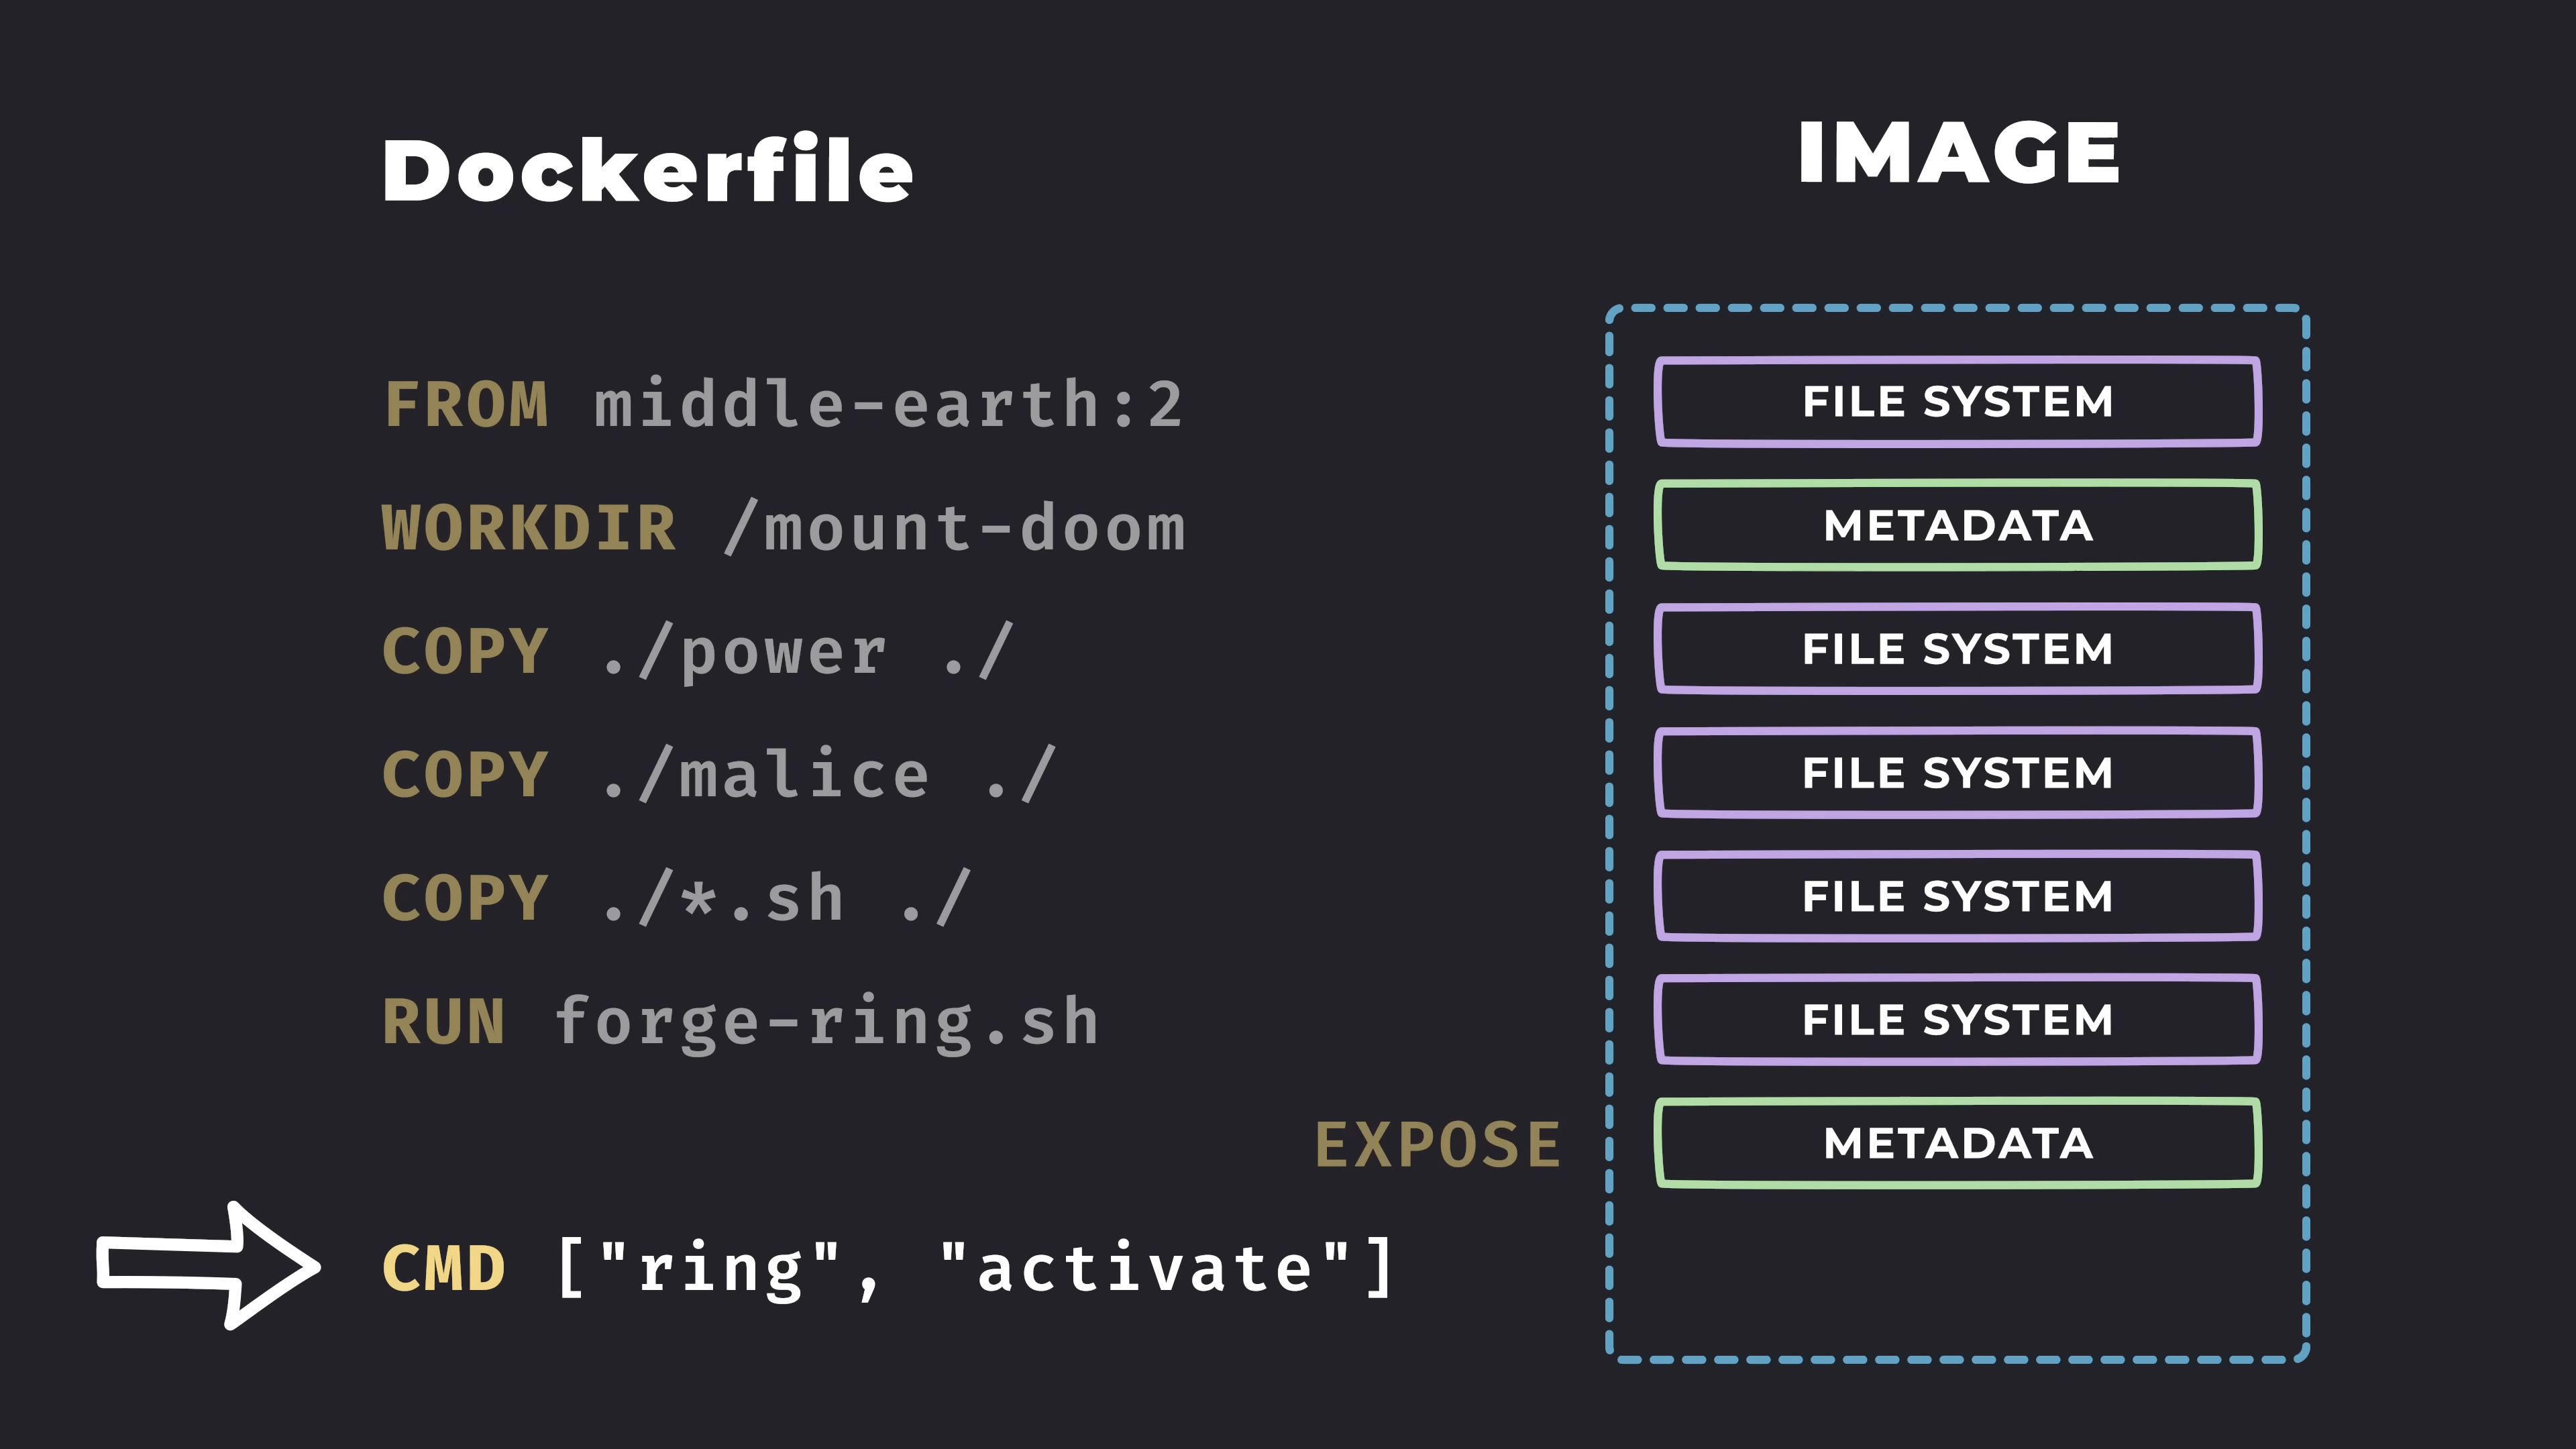 Dockerfile
IMAGE
FROM middle-earth:2
WORKDIR /mount-doom
COPY ./power ./
COPY ./malice ./
COPY ./*.sh ./
RUN forge-ring.sh
EXPOSE
CMD ["ring", "activate"]
FILE SYSTEM
METADATA
FILE SYSTEM
FILE SYSTEM
FILE SYSTEM
FILE SYSTEM
METADATA